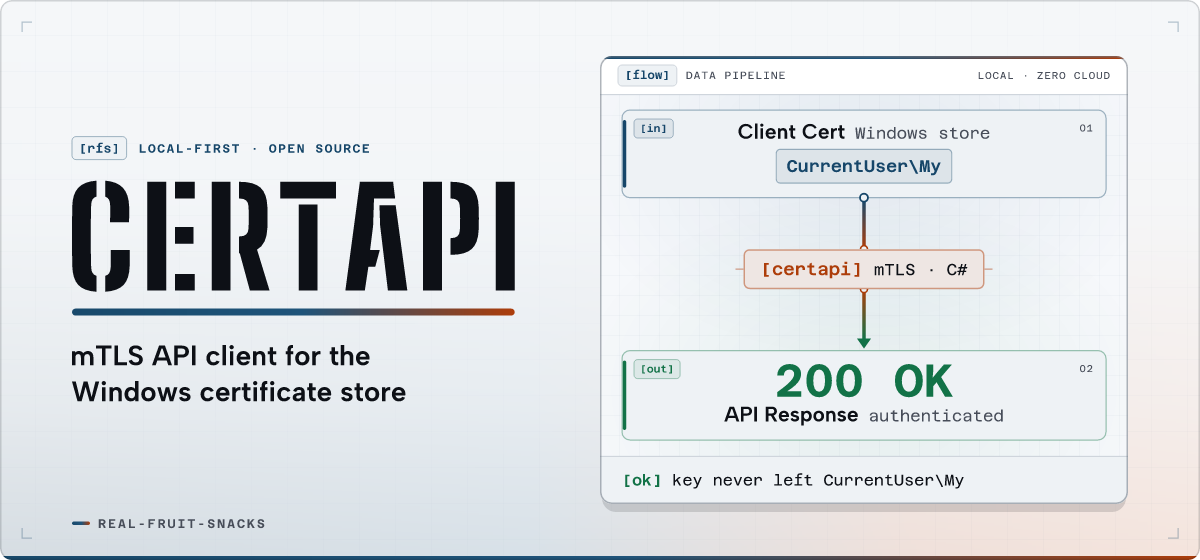 [rfs] LOCAL-FIRST · OPEN SOURCE
CERTAPI
mTLS API client for the
Windows certificate store
REAL-FRUIT-SNACKS
[flow] DATA PIPELINE LOCAL · ZERO CLOUD
[in] Client Cert Windows store 01
CurrentUser\My
[certapi] mTLS · C#
[out] 200 OK 02
API Response authenticated
[ok] key never left CurrentUser\My